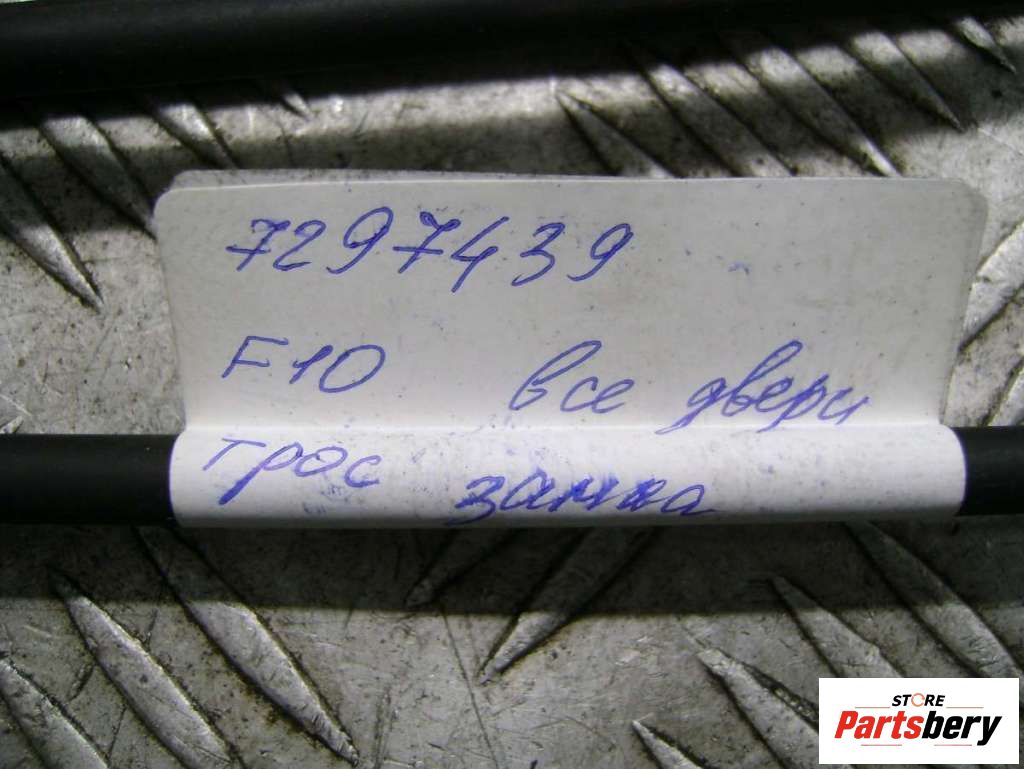 7297439
F10 все двери
трос замка
STORE
Partsbery